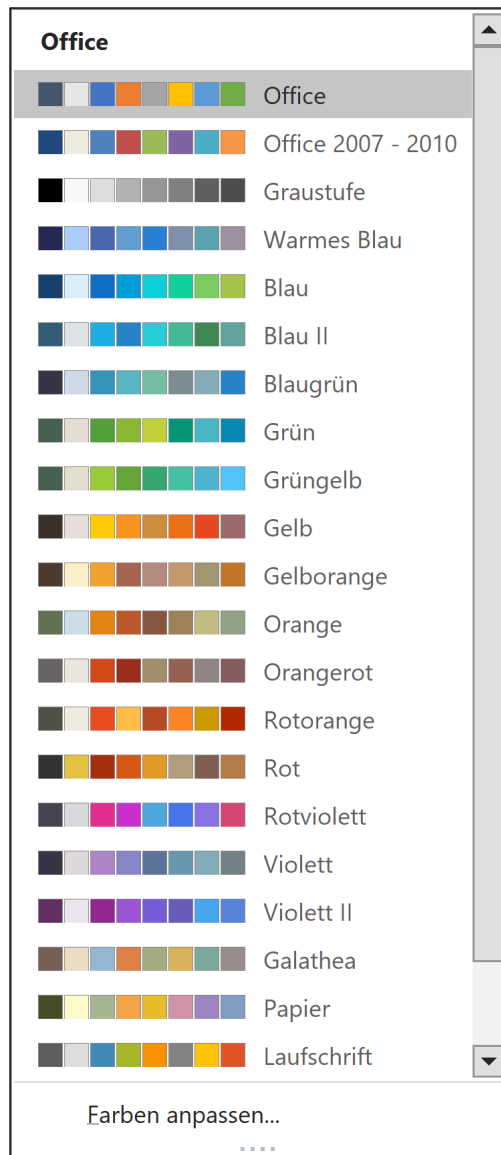 Office
Office
Office 2007 - 2010
Graustufe
Warmes Blau
Blau
Blau II
Blaugrün
Grün
Grüngelb
Gelb
Gelborange
Orange
Orangerot
Rotorange
Rot
Rotviolett
Violett
Violett II
Galathea
Papier
Laufschrift
Farben anpassen...